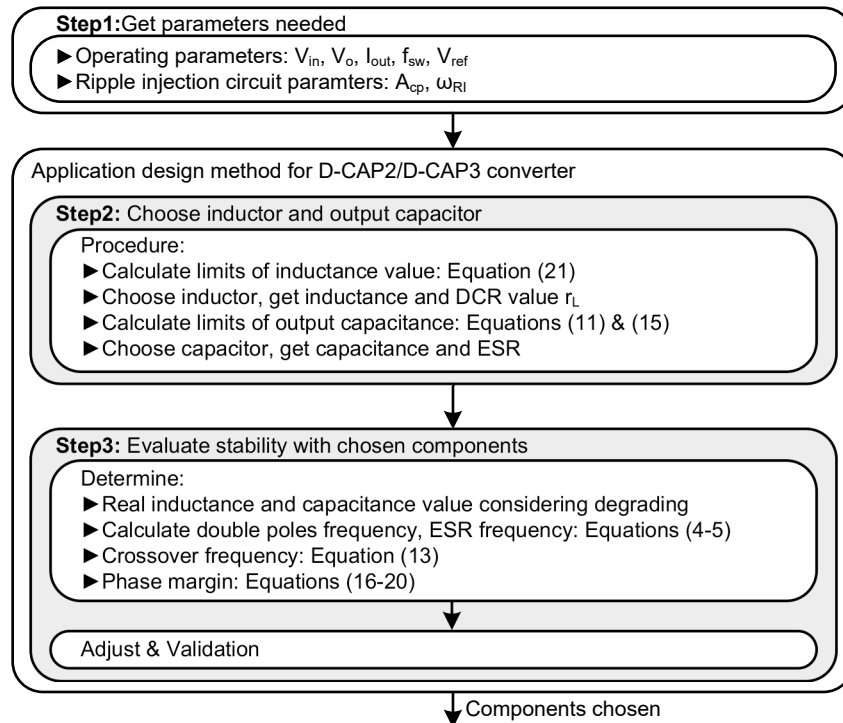 Step1:Get parameters needed
►Operating parameters: Vin, Vo, Iout, fsw, Vref
►Ripple injection circuit paramters: Acp, ωRI
Application design method for D-CAP2/D-CAP3 converter
Step2: Choose inductor and output capacitor
Procedure:
►Calculate limits of inductance value: Equation (21)
►Choose inductor, get inductance and DCR value rL
►Calculate limits of output capacitance: Equations (11) & (15)
►Choose capacitor, get capacitance and ESR
Step3: Evaluate stability with chosen components
Determine:
►Real inductance and capacitance value considering degrading
►Calculate double poles frequency, ESR frequency: Equations (4-5)
►Crossover frequency: Equation (13)
►Phase margin: Equations (16-20)
Adjust & Validation
Components chosen